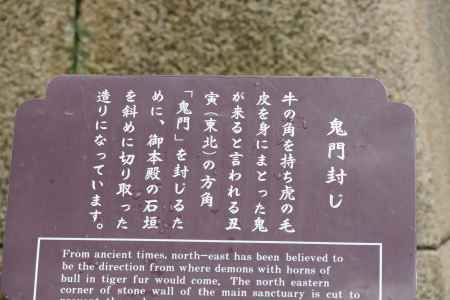 鬼門封じ
牛の角を持ち虎の毛
皮を身にまとった鬼
が来ると言われる丑
寅（東北）の方角
「鬼門」を封じるた
めに、御本殿の石垣
を斜めに切り取った
造りになっています。
From ancient times, north-east has been believed to
be the direction from where demons with horns of
bull in tiger fur would come. The north eastern
corner of stone wall of the main sanctuary is cut to